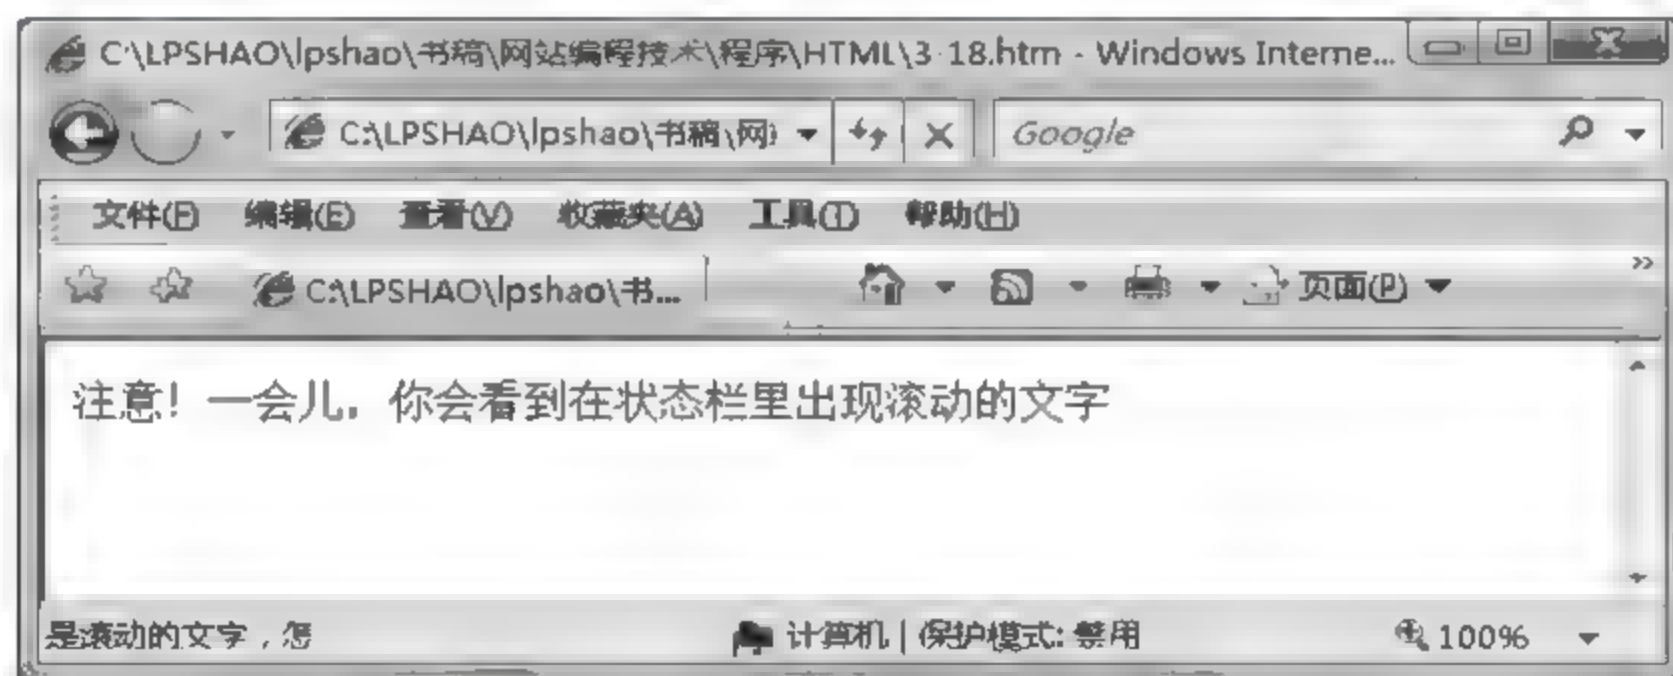 C:\LPSHAO\lpshao\书稿\网站编程技术\程序\HTML\3-18.htm - Windows Interne...
C:\LPSHAO\lpshao\书稿\网 Google
文件(F) 编辑(E) 查看(V) 收藏夹(A) 工具(T) 帮助(H)
C:\LPSHAO\lpshao\书... 页面(P) »
注意！一会儿，你会看到在状态栏里出现滚动的文字
是滚动的文字，怎 计算机 | 保护模式: 禁用 100%